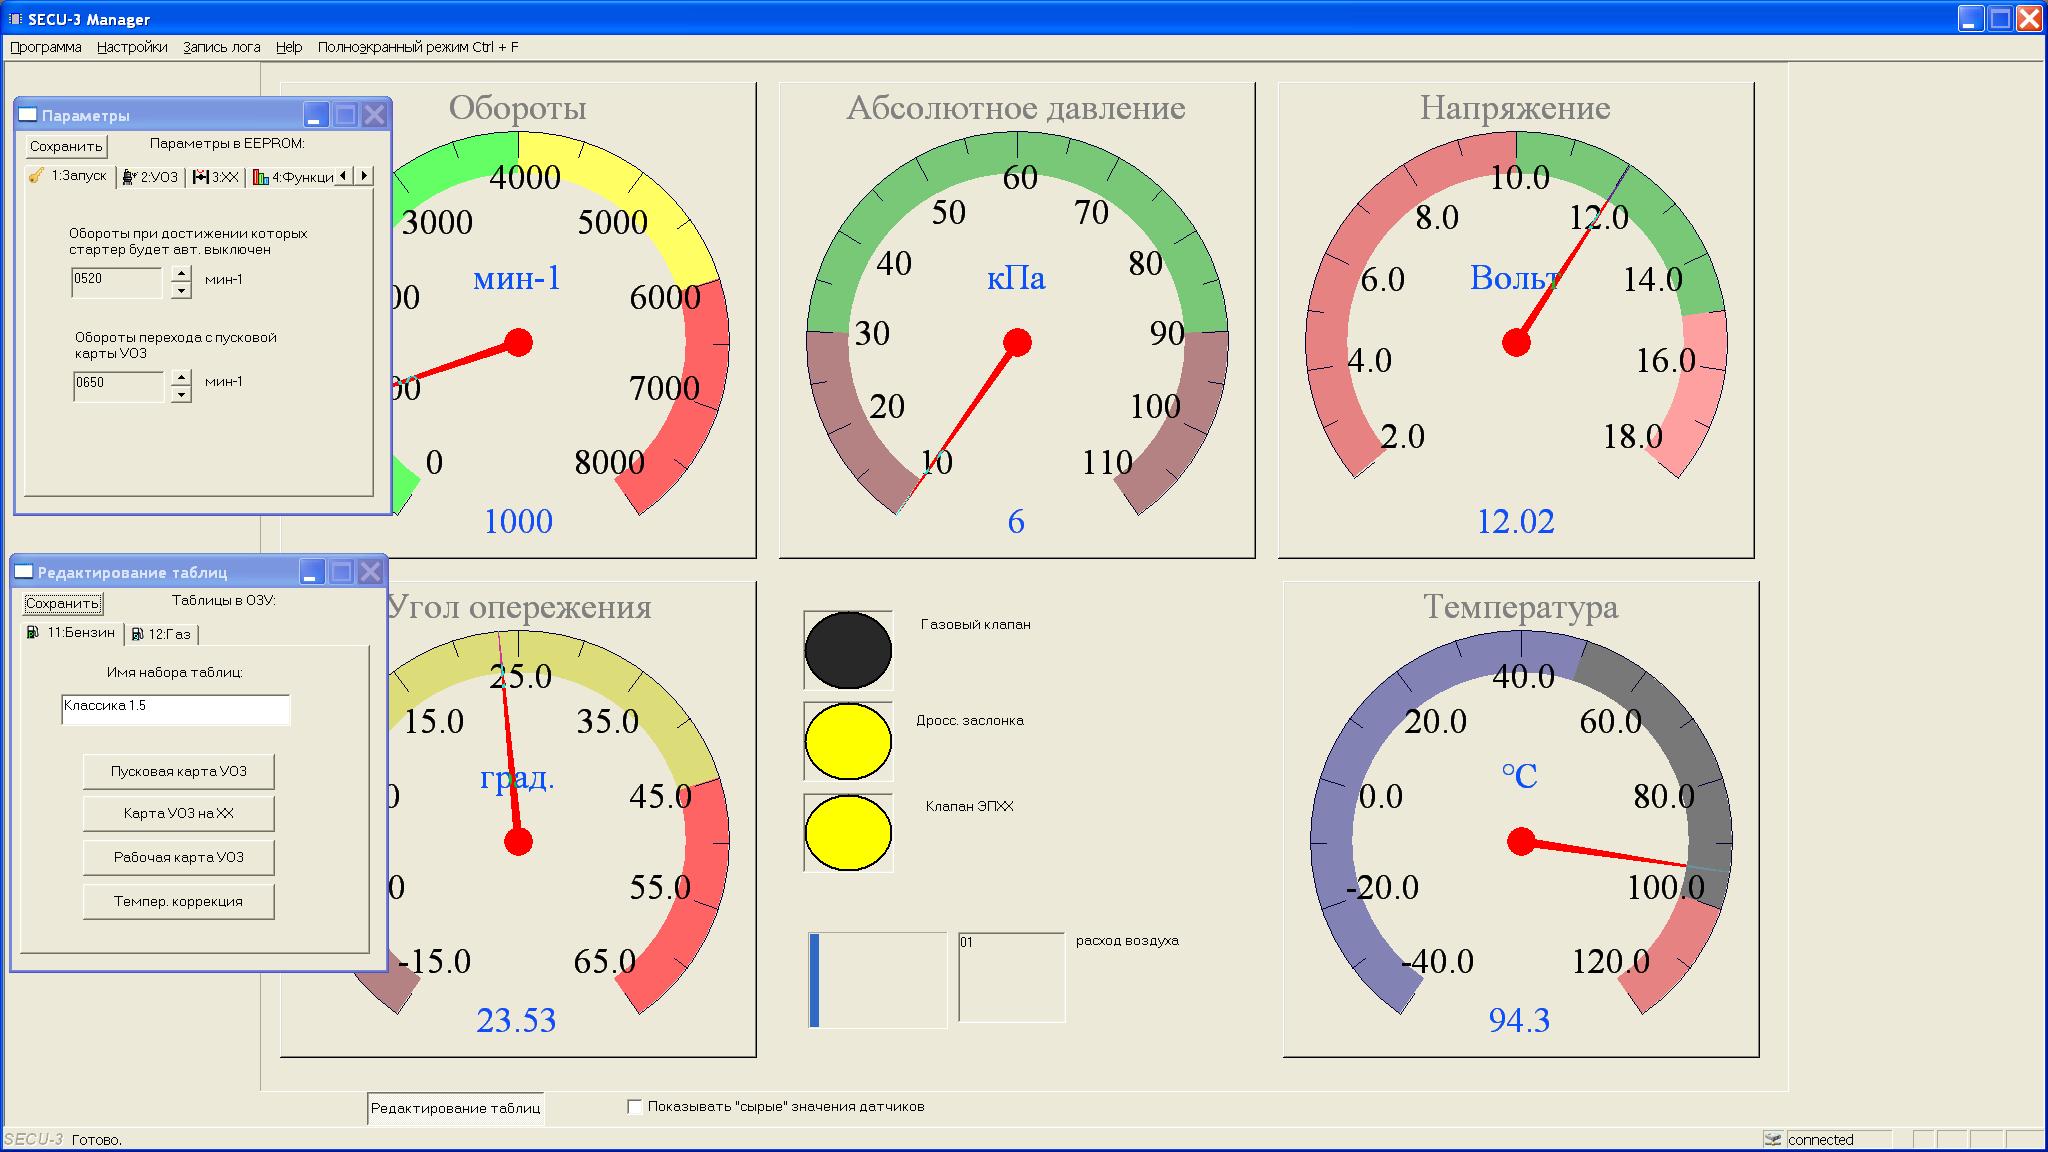 SECU-3 Manager
Программа Настройки Запись лога Help Полноэкранный режим Ctrl + F
Параметры
Сохранить
Параметры в EEPROM:
1:Запуск 2:УОЗ 3:ХХ 4:Функци
Обороты при достижении которых
стартер будет авт. выключен
0520 мин-1
Обороты перехода с пусковой
карты УОЗ
0650 мин-1
Обороты
4000
3000 5000
мин-1
00 6000
00 7000
0 8000
1000
Абсолютное давление
60
50 70
40 80
кПа
30 90
20 100
10 110
6
Напряжение
10.0
8.0 12.0
6.0 14.0
Вольт
4.0 16.0
2.0 18.0
12.02
Редактирование таблиц
Сохранить
Таблицы в ОЗУ:
11:Бензин 12:Газ
Имя набора таблиц:
Классика 1.5
Пусковая карта УОЗ
Карта УОЗ на ХХ
Рабочая карта УОЗ
Темпер. коррекция
Угол опережения
25.0
15.0 35.0
град.
0 45.0
0 55.0
-15.0 65.0
23.53
Газовый клапан
Дросс. заслонка
Клапан ЭПХХ
01 расход воздуха
Температура
40.0
20.0 60.0
°C
0.0 80.0
-20.0 100.0
-40.0 120.0
94.3
Редактирование таблиц
Показывать "сырые" значения датчиков
SECU-3 Готово.
connected